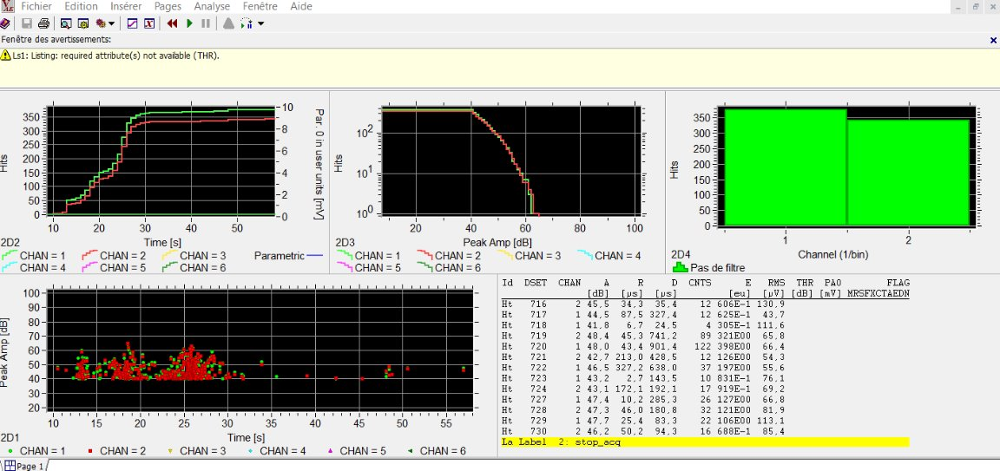 Fichier Edition Insérer Pages Analyse Fenêtre Aide
Fenêtre des avertissements:
Ls1: Listing: required attribute(s) not available (THR).
350
300
250
200
150
100
50
0
Hits
10 20 30 40 50
Time [s]
10
8
6
4
2
0
Par. 0 in user units [mV]
2D2
CHAN = 1 CHAN = 2 CHAN = 3 Parametric
CHAN = 4 CHAN = 5 CHAN = 6
10²
10¹
10⁰
Hits
20 40 60 80 100
Peak Amp [dB]
2D3
CHAN = 1 CHAN = 2 CHAN = 3 CHAN = 4
CHAN = 5 CHAN = 6
350
300
250
200
150
100
50
0
Hits
1 2
Channel (1/bin)
2D4
Pas de filtre
100
90
80
70
60
50
40
30
20
Peak Amp [dB]
10 15 20 25 30 35 40 45 50 55
Time [s]
2D1
CHAN = 1 CHAN = 2 CHAN = 3 CHAN = 4 CHAN = 5 CHAN = 6
Id DSET CHAN A R D CNTS E RMS THR PA0 FLAG
[dB] [µs] [µs] [eu] [µV] [dB] [mV] MRSFXCTAEDN
Ht 716 2 45,5 34,3 35,4 12 606E-1 130,9
Ht 717 1 44,5 87,5 327,4 12 625E-1 43,7
Ht 718 1 41,8 6,7 24,5 4 305E-1 111,6
Ht 719 2 48,4 45,3 741,2 89 321E00 65,8
Ht 720 1 48,0 43,4 901,4 122 398E00 66,4
Ht 721 2 42,7 213,0 428,5 12 126E00 54,3
Ht 722 1 46,5 327,2 638,0 37 197E00 55,6
Ht 723 1 43,2 2,7 143,5 10 831E-1 76,1
Ht 724 2 43,1 172,1 192,1 17 919E-1 69,2
Ht 727 1 47,4 10,2 285,3 26 127E00 66,8
Ht 728 2 47,3 46,0 180,8 32 121E00 81,9
Ht 729 1 47,7 25,4 83,3 22 106E00 113,1
Ht 730 2 46,2 50,2 94,3 16 688E-1 85,4
La Label 2: stop_acq
Page 1